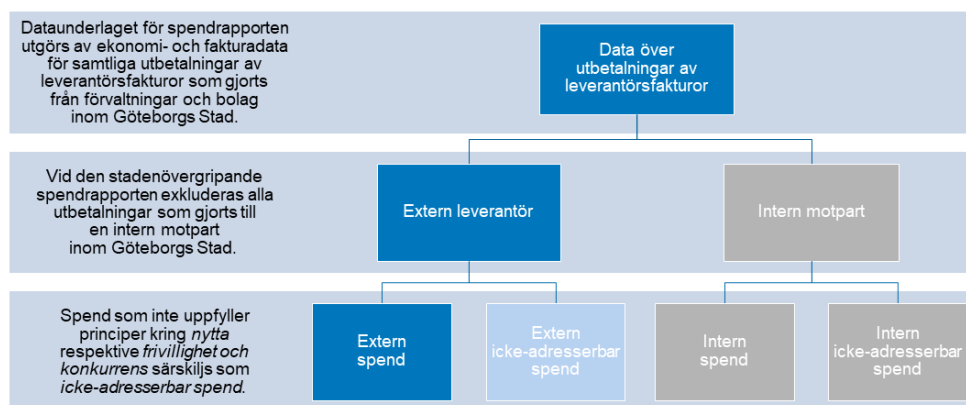 Dataunderlaget för spendrapporten
utgörs av ekonomi- och fakturadata
för samtliga utbetalningar av
leverantörsfakturor som gjorts
från förvaltningar och bolag
inom Göteborgs Stad.
Data över
utbetalningar av
leverantörsfakturor
Vid den stadenövergripande
spendrapporten exkluderas alla
utbetalningar som gjorts till
en intern motpart
inom Göteborgs Stad.
Extern leverantör
Intern motpart
Spend som inte uppfyller
principer kring nytta
respektive frivillighet och
konkurrens särskiljs som
icke-adresserbar spend.
Extern
spend
Extern
icke-adresserbar
spend
Intern
spend
Intern
icke-adresserbar
spend